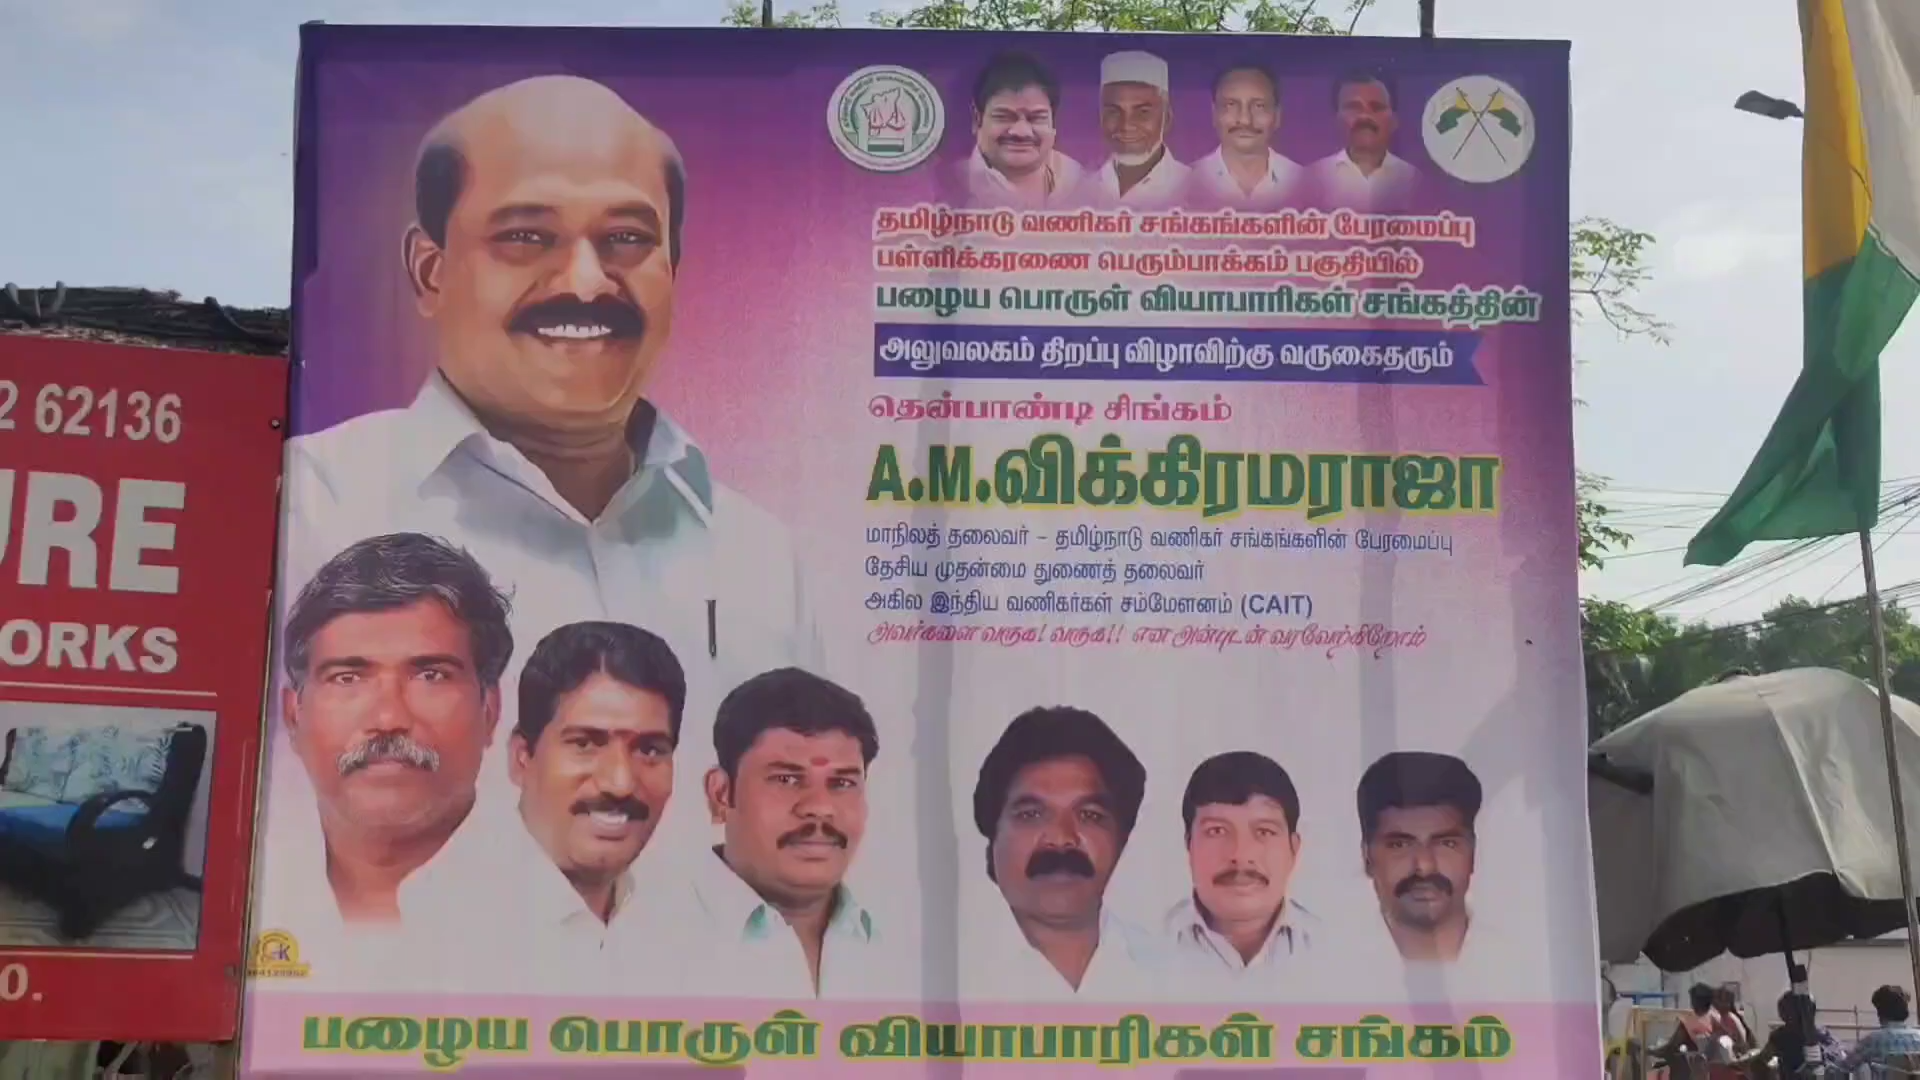 தமிழ்நாடு வணிகர் சங்கங்களின் பேரமைப்பு
பள்ளிக்கரணை பெரும்பாக்கம் பகுதியில்
பழைய பொருள் வியாபாரிகள் சங்கத்தின்
அலுவலகம் திறப்பு விழாவிற்கு வருகைதரும்
தென்பாண்டி சிங்கம்
A.M.விக்கிரமராஜா
மாநிலத் தலைவர் - தமிழ்நாடு வணிகர் சங்கங்களின் பேரமைப்பு
தேசிய முதன்மை துணைத் தலைவர்
அகில இந்திய வணிகர்கள் சம்மேளனம் (CAIT)
அவர்களை வருக! வருக!! என அன்புடன் வரவேற்கிறோம்
பழைய பொருள் வியாபாரிகள் சங்கம்
2 62136
URE
ORKS
O.